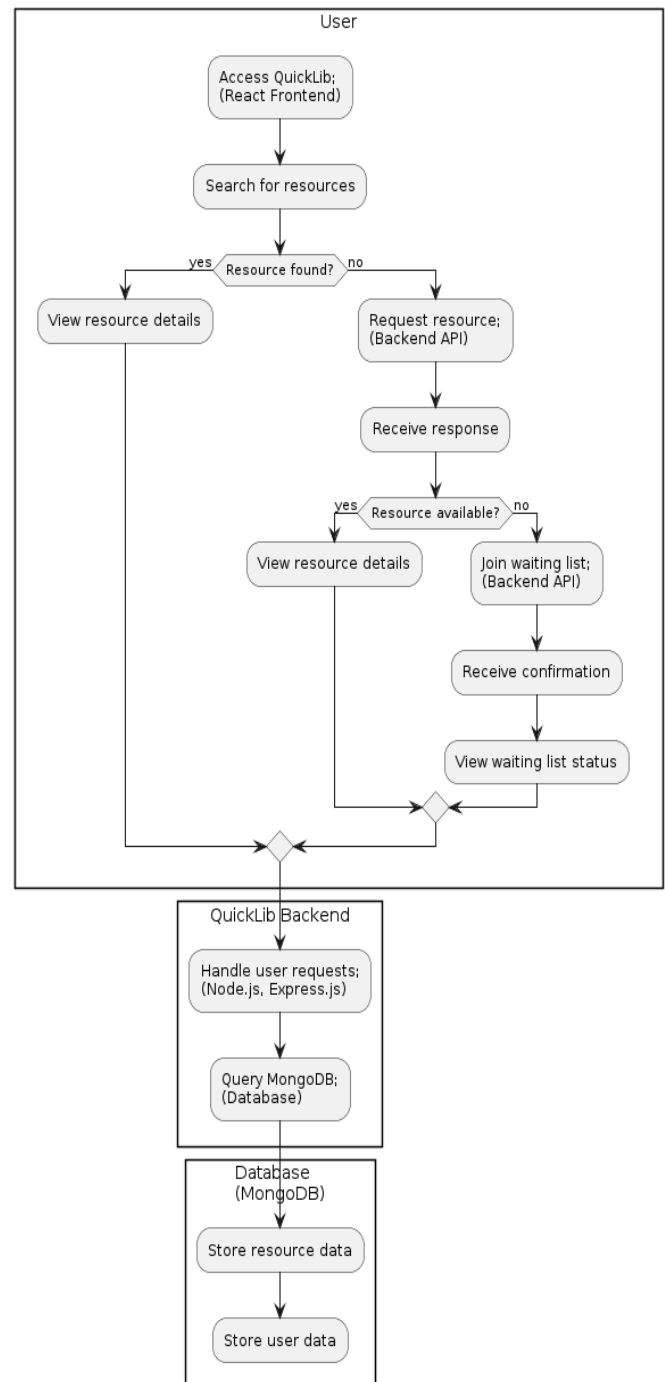 User
Access QuickLib;
(React Frontend)
Search for resources
yes
Resource found?
no
View resource details
Request resource;
(Backend API)
Receive response
yes
Resource available?
no
View resource details
Join waiting list;
(Backend API)
Receive confirmation
View waiting list status
QuickLib Backend
Handle user requests;
(Node.js, Express.js)
Query MongoDB;
(Database)
Database
(MongoDB)
Store resource data
Store user data